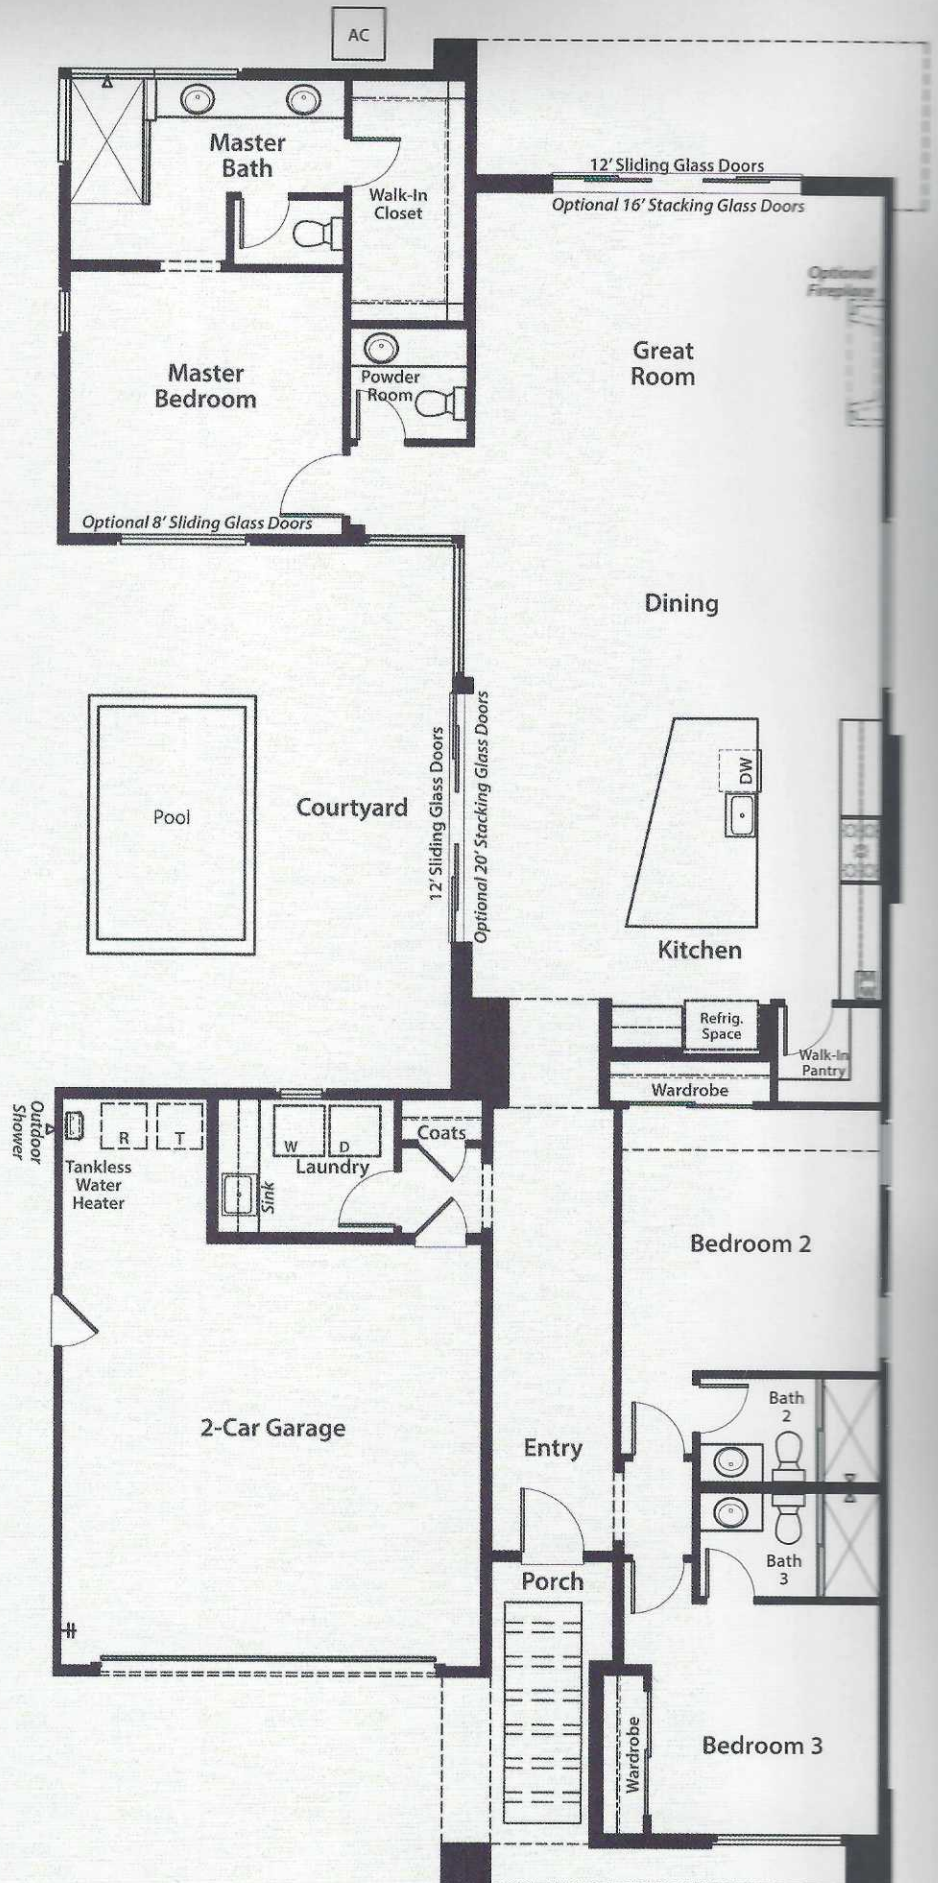 AC
12' Sliding Glass Doors
Optional 16' Stacking Glass Doors
Master
Bath
Walk-In
Closet
Optional
Fireplace
Great
Room
Master
Bedroom
Powder
Room
Optional 8' Sliding Glass Doors
Dining
Pool
Courtyard
12' Sliding Glass Doors
Optional 20' Stacking Glass Doors
DW
Kitchen
Refrig.
Space
Walk-In
Pantry
Wardrobe
Outdoor
Shower
R
T
Tankless
Water
Heater
W
D
Laundry
Sink
Coats
Bedroom 2
Bath
2
2-Car Garage
Entry
Bath
3
Porch
Wardrobe
Bedroom 3